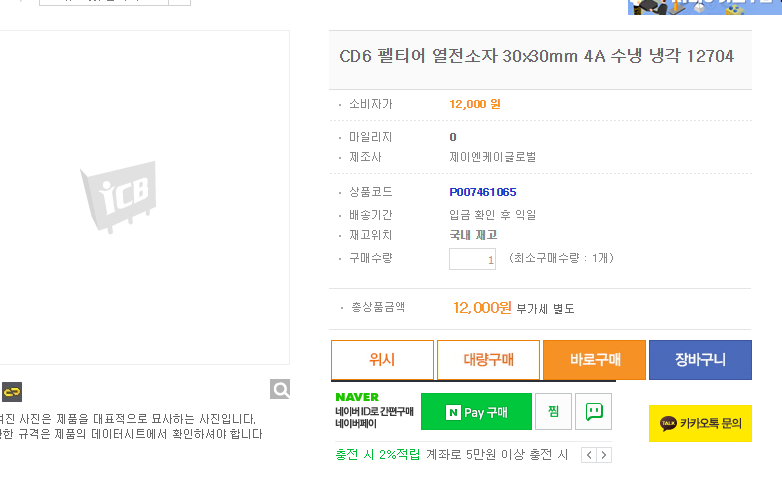 CD6 펠티어 열전소자 30x30mm 4A 수냉 냉각 12704
소비자가 12,000 원
마일리지 0
제조사 제이엔케이글로벌
상품코드 P007461065
배송기간 입금 확인 후 익일
재고위치 국내 재고
구매수량 1 (최소구매수량 : 1개)
총상품금액 12,000원 부가세 별도
위시 대량구매 바로구매 장바구니
iCB
NAVER
네이버 ID로 간편구매
네이버페이
N Pay 구매 찜
TALK 카카오톡 문의
사진은 제품을 대표적으로 묘사하는 사진입니다.
규격은 제품의 데이터시트에서 확인하셔야 합니다
충전 시 2%적립 계좌로 5만원 이상 충전 시